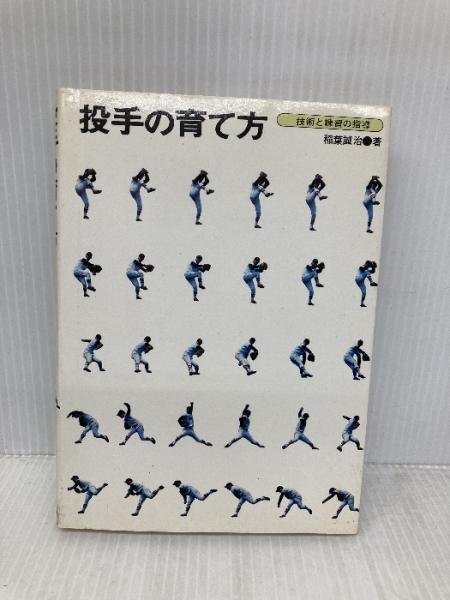 投手の育て方
技術と練習の指導
稲葉誠治●著